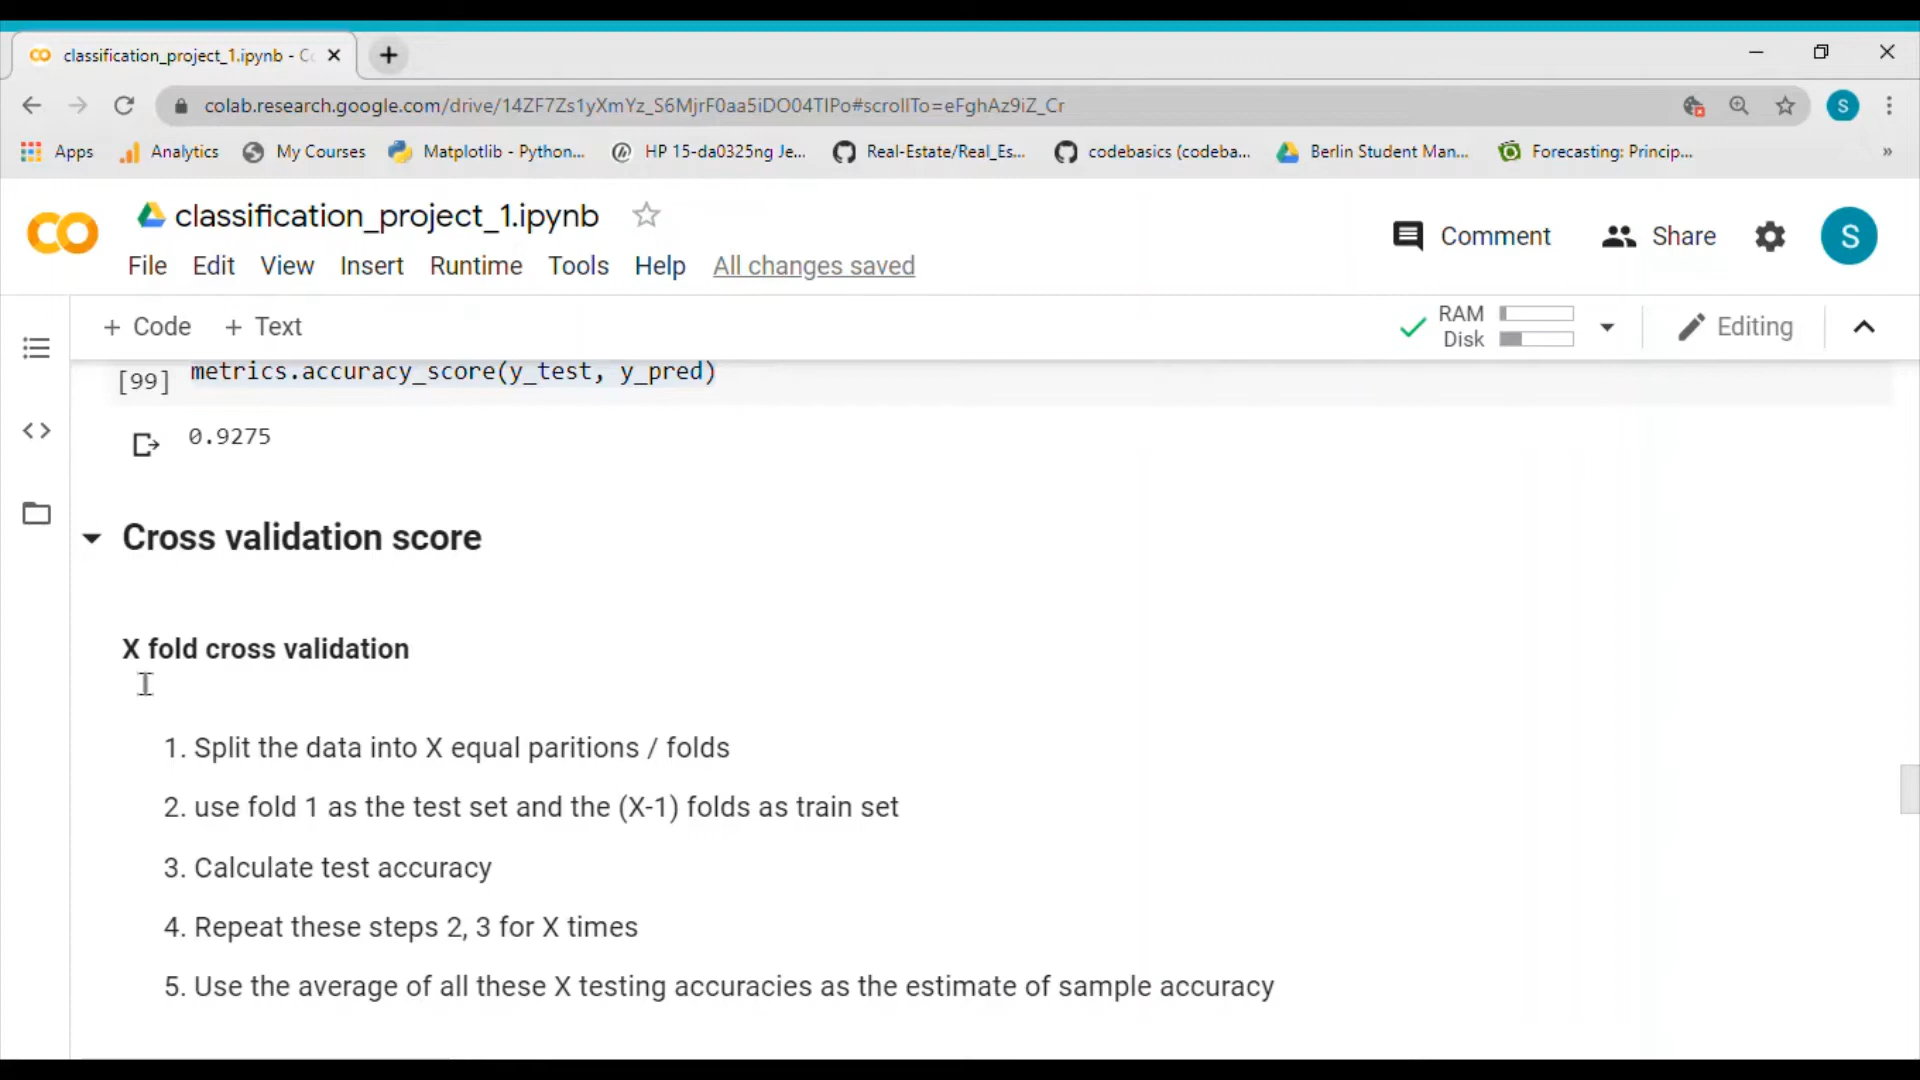 classification_project_1.ipynb - C
colab.research.google.com/drive/14ZF7Zs1yXmYz_S6MjrF0aa5iDO04TIPo#scrollTo=eFghAz9iZ_Cr
S
Apps Analytics My Courses Matplotlib - Python... HP 15-da0325ng Je... Real-Estate/Real_Es... codebasics (codeba... Berlin Student Man... Forecasting: Princip... »
CO classification_project_1.ipynb
Comment Share S
File Edit View Insert Runtime Tools Help All changes saved
+ Code + Text
RAM
Disk
Editing
[99] metrics.accuracy_score(y_test, y_pred)
0.9275
Cross validation score
X fold cross validation
1. Split the data into X equal paritions / folds
2. use fold 1 as the test set and the (X-1) folds as train set
3. Calculate test accuracy
4. Repeat these steps 2, 3 for X times
5. Use the average of all these X testing accuracies as the estimate of sample accuracy